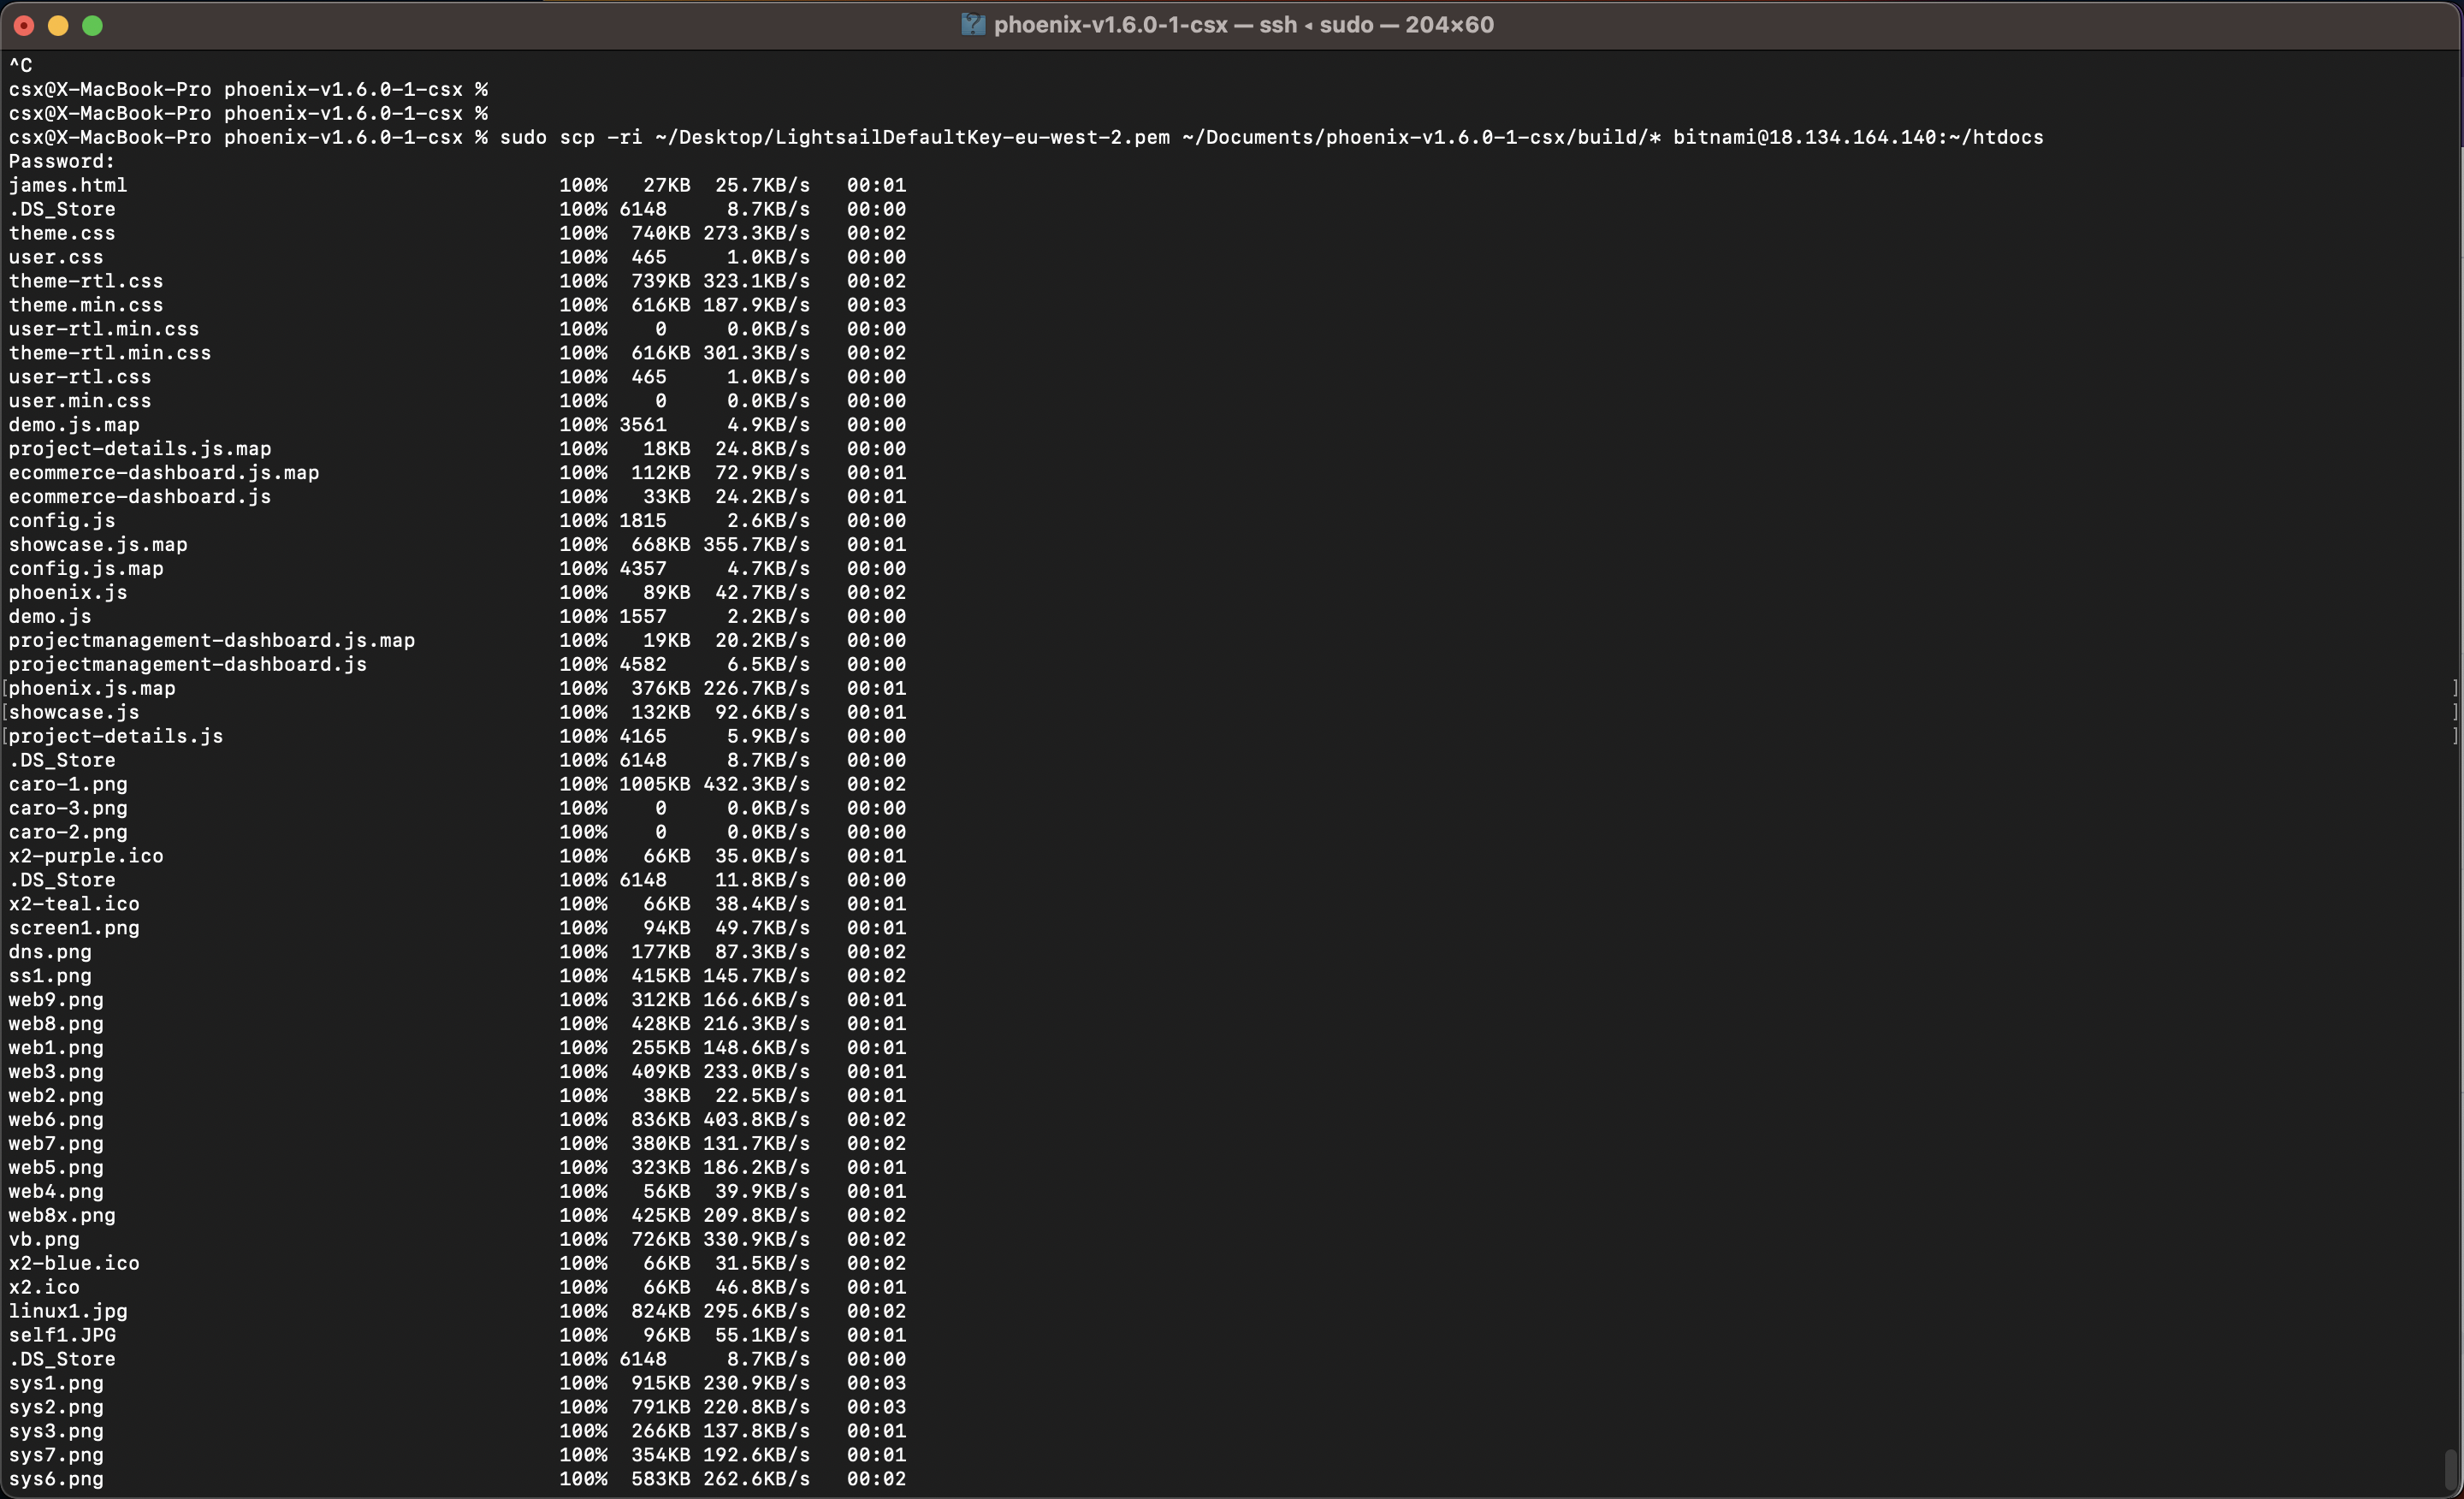 phoenix-v1.6.0-1-csx — ssh ◂ sudo — 204×60
^C
csx@X-MacBook-Pro phoenix-v1.6.0-1-csx %
csx@X-MacBook-Pro phoenix-v1.6.0-1-csx %
csx@X-MacBook-Pro phoenix-v1.6.0-1-csx % sudo scp -ri ~/Desktop/LightsailDefaultKey-eu-west-2.pem ~/Documents/phoenix-v1.6.0-1-csx/build/* bitnami@18.134.164.140:~/htdocs
Password:
james.html 100% 27KB 25.7KB/s 00:01
.DS_Store 100% 6148 8.7KB/s 00:00
theme.css 100% 740KB 273.3KB/s 00:02
user.css 100% 465 1.0KB/s 00:00
theme-rtl.css 100% 739KB 323.1KB/s 00:02
theme.min.css 100% 616KB 187.9KB/s 00:03
user-rtl.min.css 100% 0 0.0KB/s 00:00
theme-rtl.min.css 100% 616KB 301.3KB/s 00:02
user-rtl.css 100% 465 1.0KB/s 00:00
user.min.css 100% 0 0.0KB/s 00:00
demo.js.map 100% 3561 4.9KB/s 00:00
project-details.js.map 100% 18KB 24.8KB/s 00:00
ecommerce-dashboard.js.map 100% 112KB 72.9KB/s 00:01
ecommerce-dashboard.js 100% 33KB 24.2KB/s 00:01
config.js 100% 1815 2.6KB/s 00:00
showcase.js.map 100% 668KB 355.7KB/s 00:01
config.js.map 100% 4357 4.7KB/s 00:00
phoenix.js 100% 89KB 42.7KB/s 00:02
demo.js 100% 1557 2.2KB/s 00:00
projectmanagement-dashboard.js.map 100% 19KB 20.2KB/s 00:00
projectmanagement-dashboard.js 100% 4582 6.5KB/s 00:00
[phoenix.js.map 100% 376KB 226.7KB/s 00:01 ]
[showcase.js 100% 132KB 92.6KB/s 00:01 ]
[project-details.js 100% 4165 5.9KB/s 00:00 ]
.DS_Store 100% 6148 8.7KB/s 00:00
caro-1.png 100% 1005KB 432.3KB/s 00:02
caro-3.png 100% 0 0.0KB/s 00:00
caro-2.png 100% 0 0.0KB/s 00:00
x2-purple.ico 100% 66KB 35.0KB/s 00:01
.DS_Store 100% 6148 11.8KB/s 00:00
x2-teal.ico 100% 66KB 38.4KB/s 00:01
screen1.png 100% 94KB 49.7KB/s 00:01
dns.png 100% 177KB 87.3KB/s 00:02
ss1.png 100% 415KB 145.7KB/s 00:02
web9.png 100% 312KB 166.6KB/s 00:01
web8.png 100% 428KB 216.3KB/s 00:01
web1.png 100% 255KB 148.6KB/s 00:01
web3.png 100% 409KB 233.0KB/s 00:01
web2.png 100% 38KB 22.5KB/s 00:01
web6.png 100% 836KB 403.8KB/s 00:02
web7.png 100% 380KB 131.7KB/s 00:02
web5.png 100% 323KB 186.2KB/s 00:01
web4.png 100% 56KB 39.9KB/s 00:01
web8x.png 100% 425KB 209.8KB/s 00:02
vb.png 100% 726KB 330.9KB/s 00:02
x2-blue.ico 100% 66KB 31.5KB/s 00:02
x2.ico 100% 66KB 46.8KB/s 00:01
linux1.jpg 100% 824KB 295.6KB/s 00:02
self1.JPG 100% 96KB 55.1KB/s 00:01
.DS_Store 100% 6148 8.7KB/s 00:00
sys1.png 100% 915KB 230.9KB/s 00:03
sys2.png 100% 791KB 220.8KB/s 00:03
sys3.png 100% 266KB 137.8KB/s 00:01
sys7.png 100% 354KB 192.6KB/s 00:01
sys6.png 100% 583KB 262.6KB/s 00:02